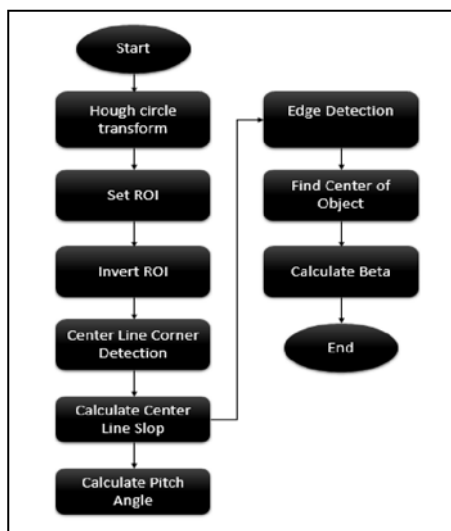 Start
Hough circle
transform
Set ROI
Invert ROI
Center Line Corner
Detection
Calculate Center
Line Slop
Calculate Pitch
Angle
Edge Detection
Find Center of
Object
Calculate Beta
End